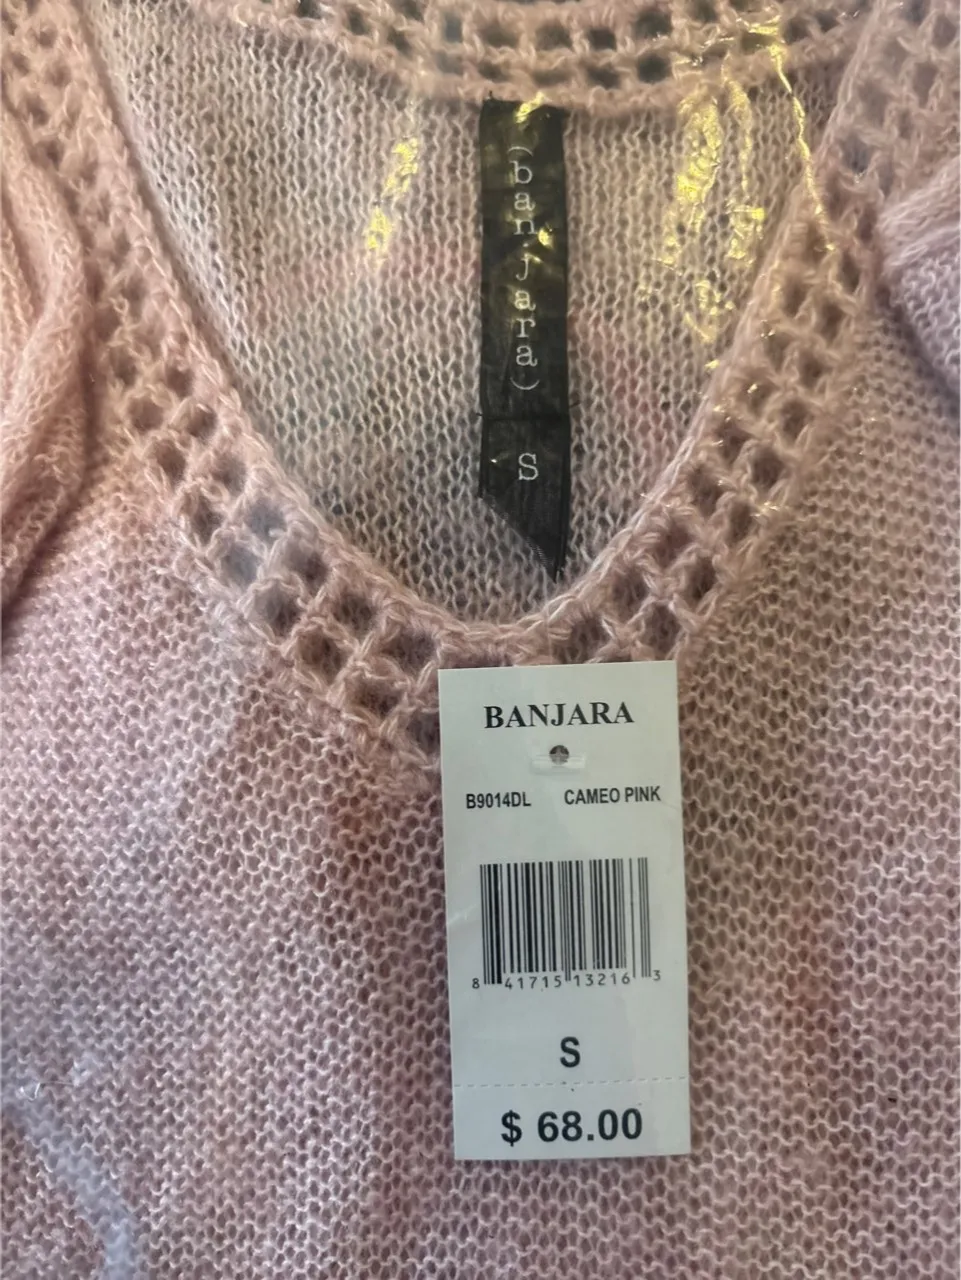 (banjara)
S
BANJARA
B9014DL CAMEO PINK
8 41715 13216 3
S
$ 68.00